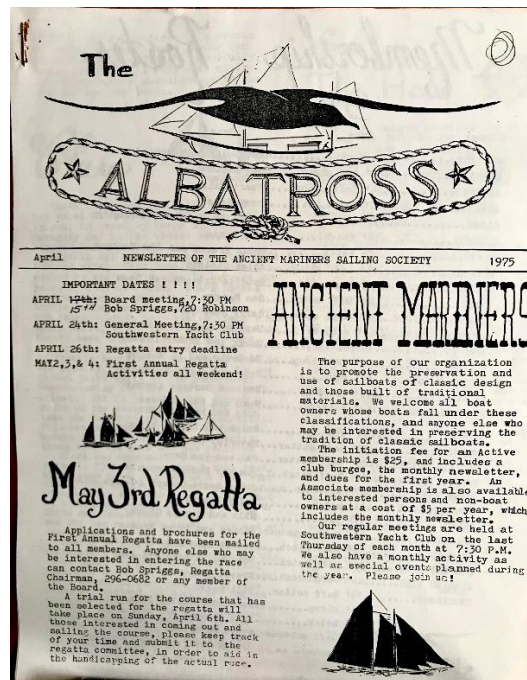 The
ALBATROSS
April NEWSLETTER OF THE ANCIENT MARINERS SAILING SOCIETY 1975
IMPORTANT DATES ! ! ! !
APRIL 17th: Board meeting,7:30 PM
15TH Bob Spriggs,720 Robinson
APRIL 24th: General Meeting,7:30 PM
Southwestern Yacht Club
APRIL 26th: Regatta entry deadline
MAY2,3,& 4: First Annual Regatta
Activities all weekend!
May 3rd Regatta
Applications and brochures for the
First Annual Regatta have been mailed
to all members. Anyone else who may
be interested in entering the race
can contact Bob Spriggs, Regatta
Chairman, 296-0682 or any member of
the Board.
A trial run for the course that has
been selected for the regatta will
take place on Sunday, April 6th. All
those interested in coming out and
sailing the course, please keep track
of your time and submit it to the
regatta committee, in order to aid in
the handicapping of the actual race.
ANCIENT MARINERS
The purpose of our organization
is to promote the preservation and
use of sailboats of classic design
and those built of traditional
materials. We welcome all boat
owners whose boats fall under these
classifications, and anyone else who
may be interested in preserving the
tradition of classic sailboats.
The initiation fee for an Active
membership is $25, and includes a
club burgee, the monthly newsletter,
and dues for the first year. An
Associate membership is also available
to interested persons and non-boat
owners at a cost of $5 per year, which
includes the monthly newsletter.
Our regular meetings are held at
Southwestern Yacht Club on the last
Thursday of each month at 7:30 P.M.
We also have a monthly activity as
well as special events planned during
the year. Please join us!